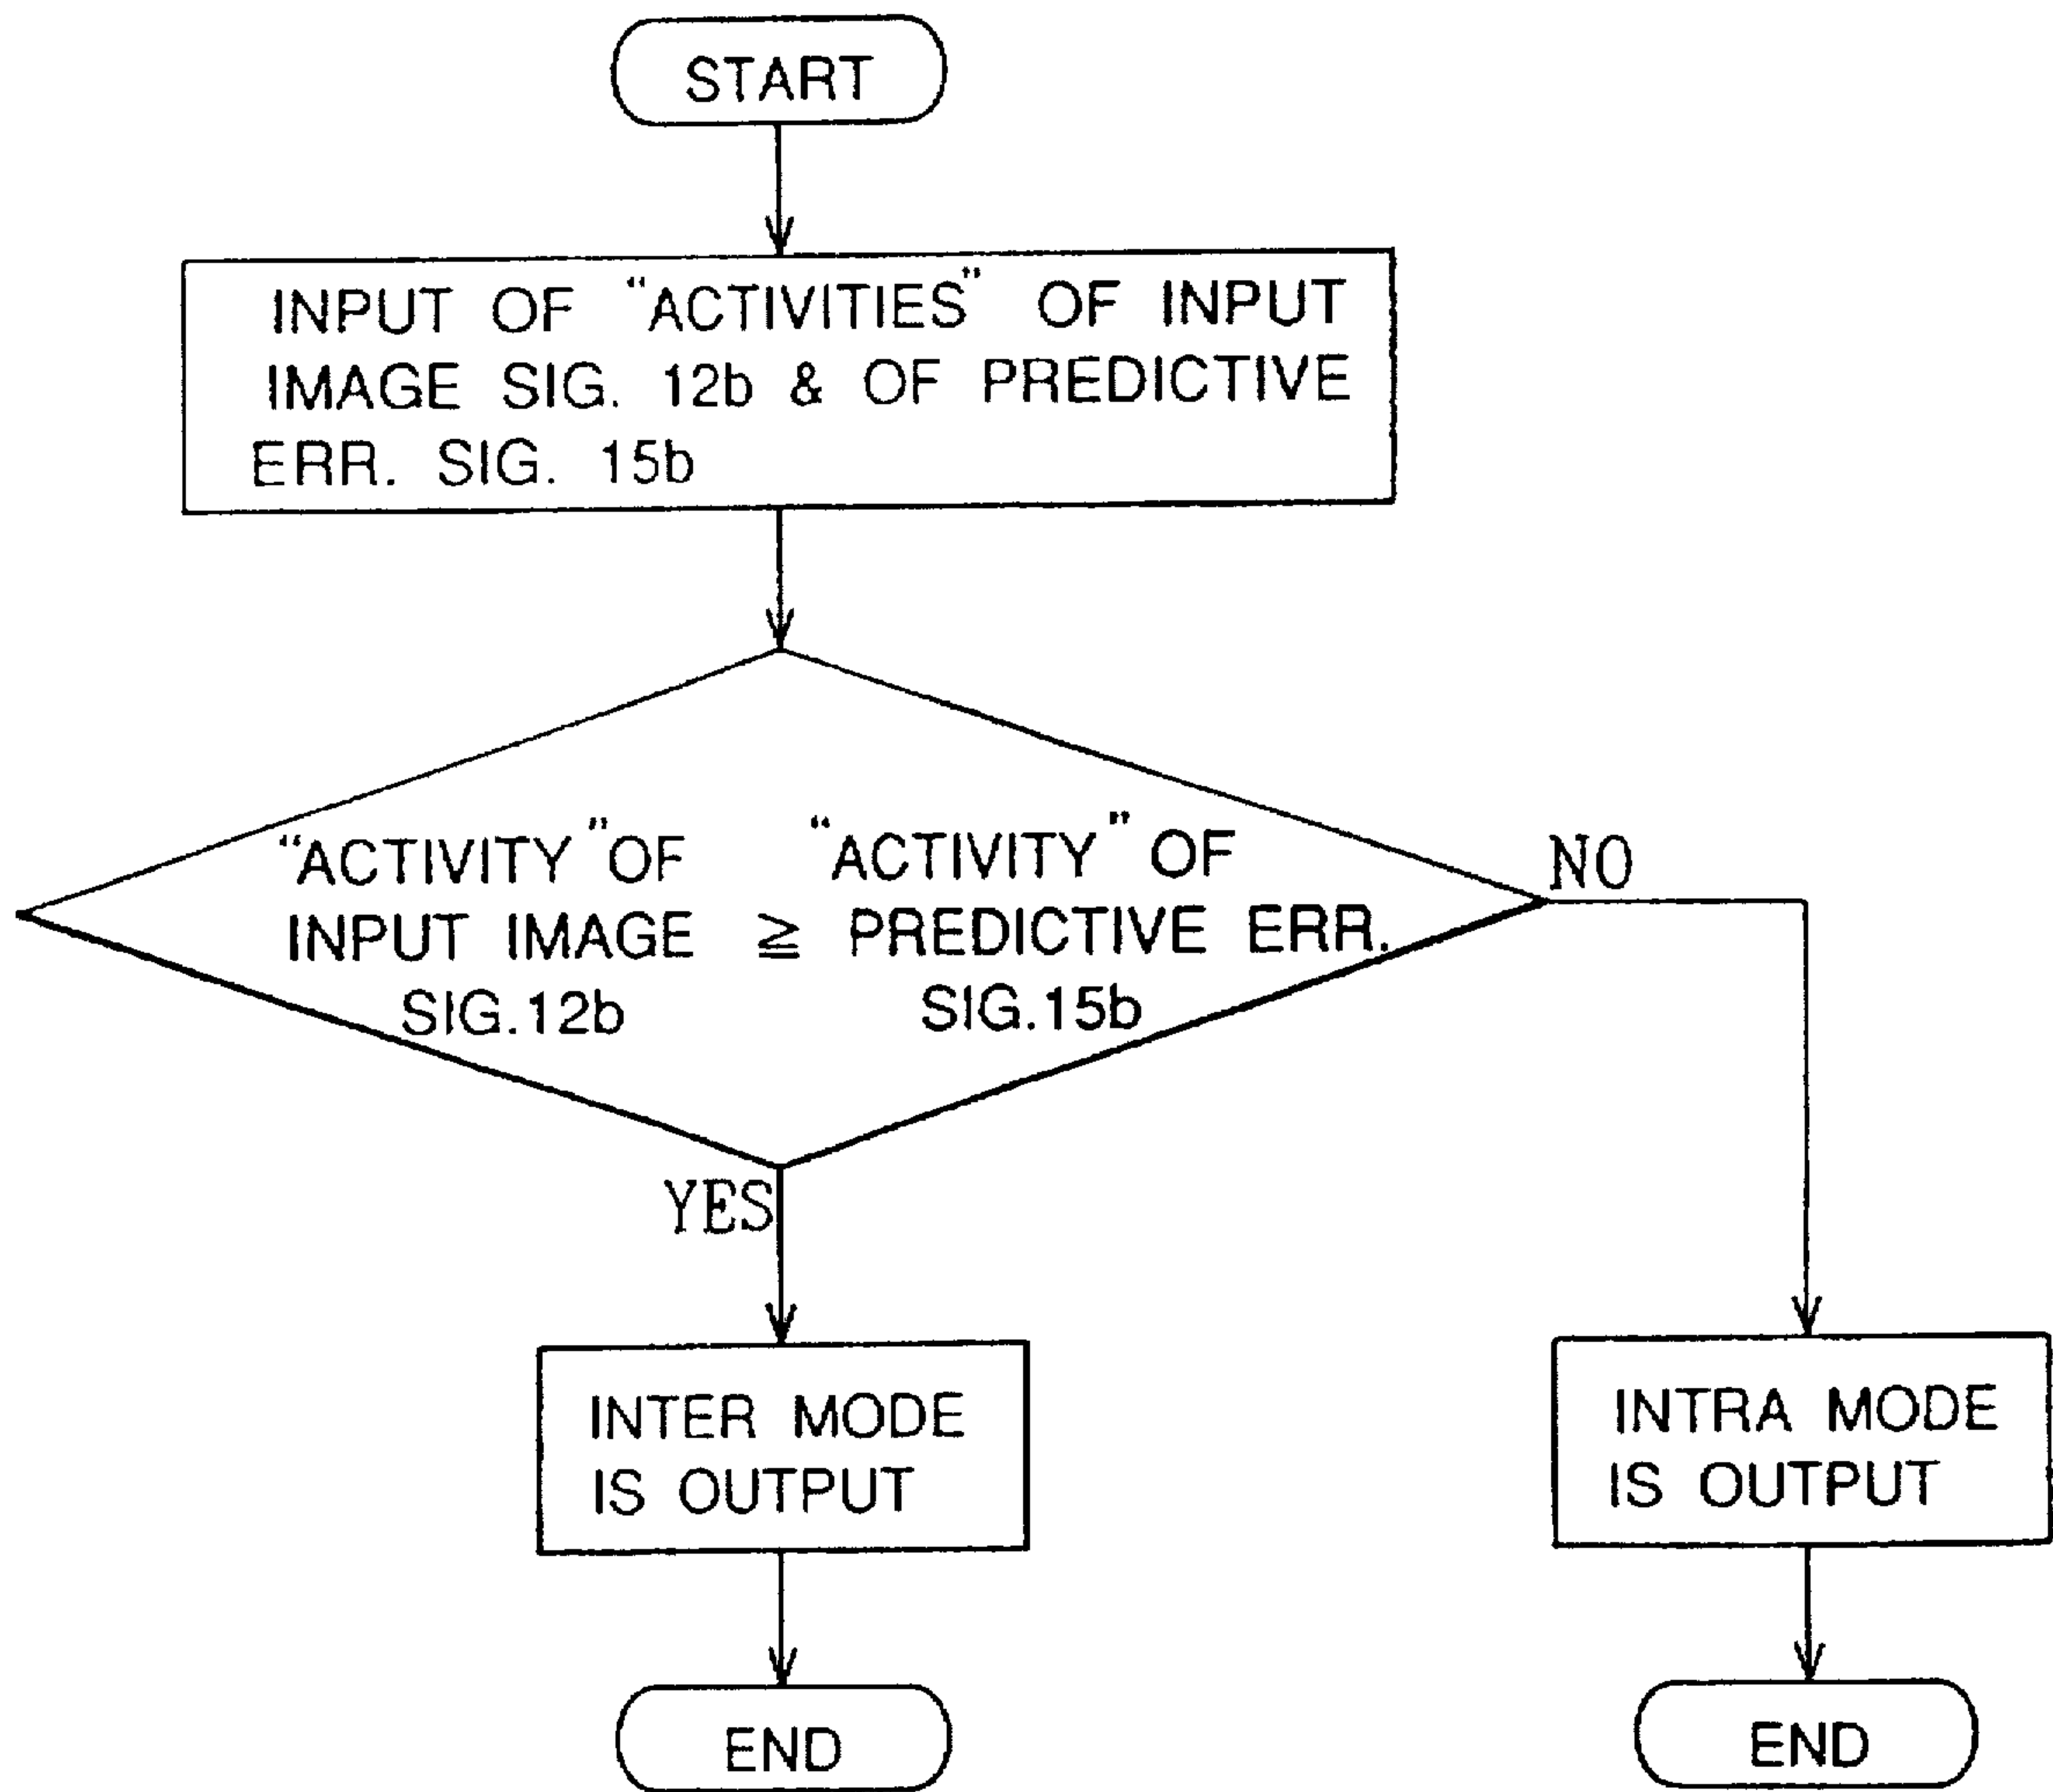 START
INPUT OF "ACTIVITIES" OF INPUT
IMAGE SIG. 12b & OF PREDICTIVE
ERR. SIG. 15b
"ACTIVITY" OF
INPUT IMAGE
SIG.12b
≧
"ACTIVITY" OF
PREDICTIVE ERR.
SIG.15b
NO
YES
INTER MODE
IS OUTPUT
INTRA MODE
IS OUTPUT
END
END